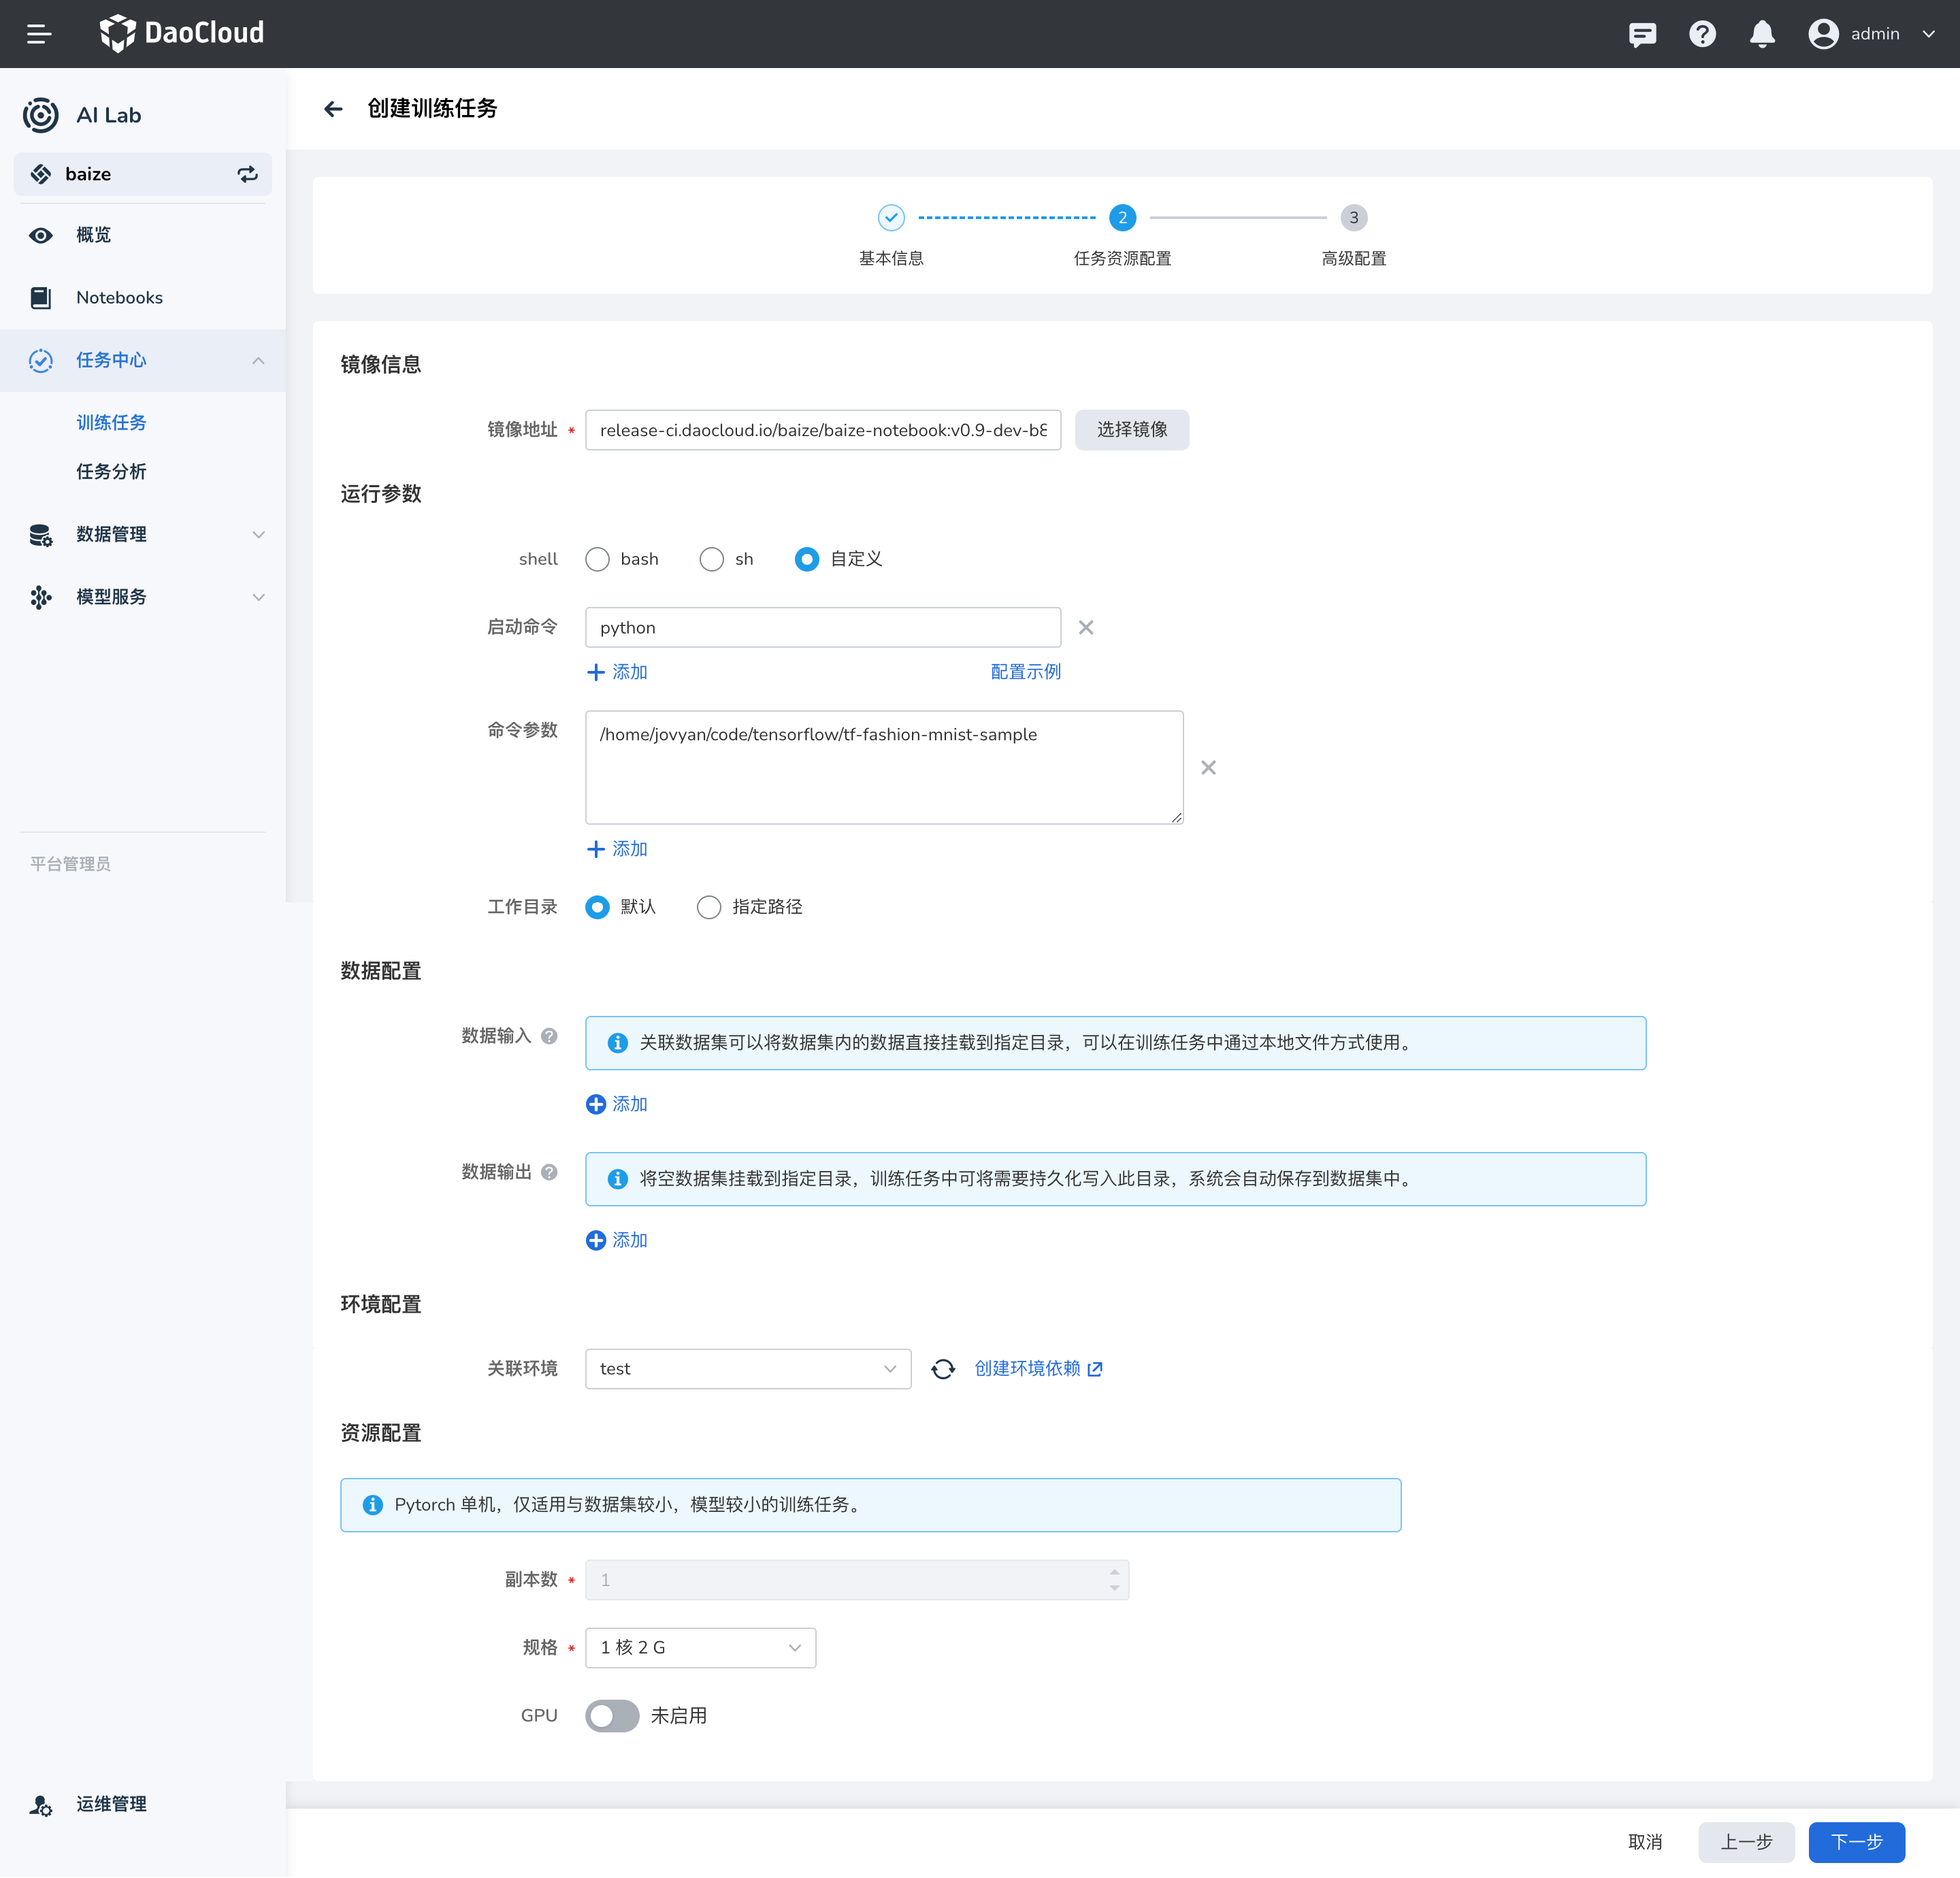 DaoCloud
admin
AI Lab
baize
概览
Notebooks
任务中心
训练任务
任务分析
数据管理
模型服务
平台管理员
运维管理
创建训练任务
2
3
基本信息
任务资源配置
高级配置
镜像信息
镜像地址 *
release-ci.daocloud.io/baize/baize-notebook:v0.9-dev-b8
选择镜像
运行参数
shell
bash
sh
自定义
启动命令
python
添加
配置示例
命令参数
/home/jovyan/code/tensorflow/tf-fashion-mnist-sample
添加
工作目录
默认
指定路径
数据配置
数据输入
关联数据集可以将数据集内的数据直接挂载到指定目录，可以在训练任务中通过本地文件方式使用。
添加
数据输出
将空数据集挂载到指定目录，训练任务中可将需要持久化写入此目录，系统会自动保存到数据集中。
添加
环境配置
关联环境
test
创建环境依赖
资源配置
Pytorch 单机，仅适用与数据集较小，模型较小的训练任务。
副本数 *
1
规格 *
1 核 2 G
GPU
未启用
取消
上一步
下一步